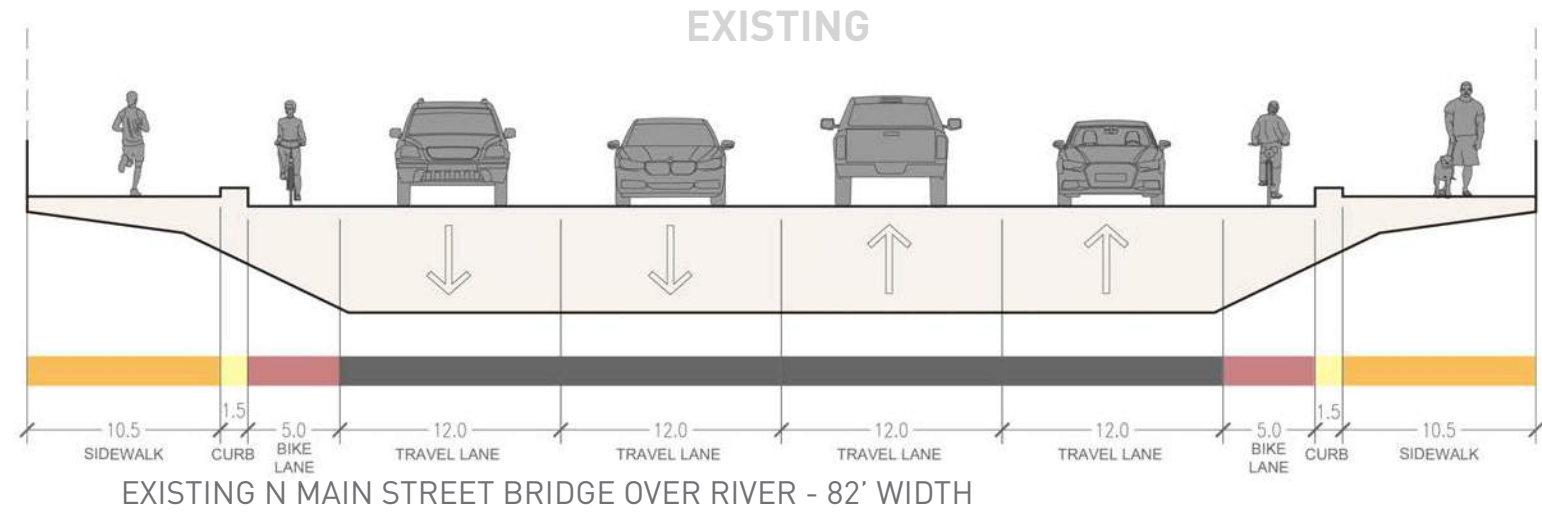 EXISTING
1.5 1.5
10.5 5.0 12.0 12.0 12.0 12.0 5.0 10.5
SIDEWALK CURB BIKE LANE TRAVEL LANE TRAVEL LANE TRAVEL LANE TRAVEL LANE BIKE LANE CURB SIDEWALK
EXISTING N MAIN STREET BRIDGE OVER RIVER - 82’ WIDTH